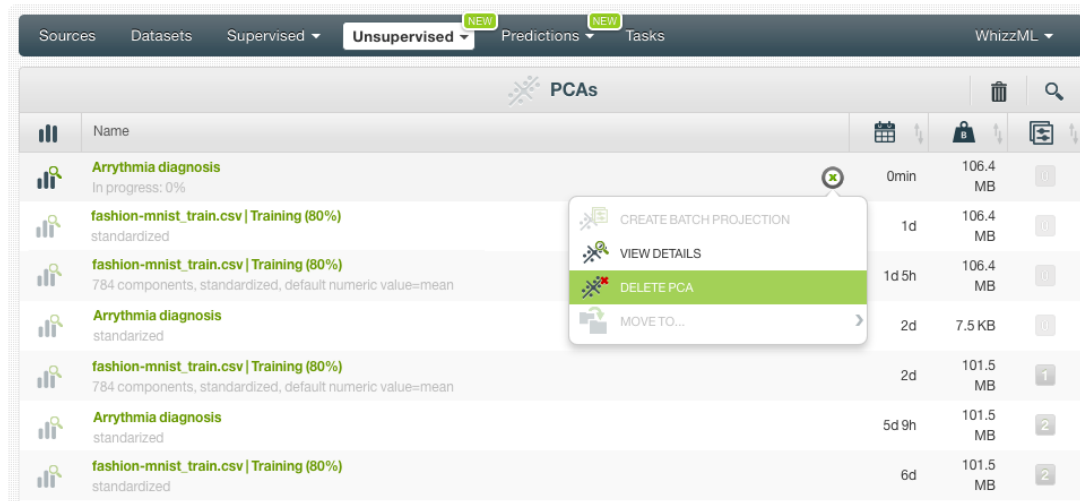 NEW NEW
Sources Datasets Supervised Unsupervised Predictions Tasks WhizzML
PCAs
Name
B
Arrythmia diagnosis
In progress: 0%
0min
106.4
MB
0
fashion-mnist_train.csv | Training (80%)
standardized
1d
106.4
MB
0
fashion-mnist_train.csv | Training (80%)
784 components, standardized, default numeric value=mean
1d 5h
106.4
MB
0
Arrythmia diagnosis
standarized
2d
7.5 KB
0
fashion-mnist_train.csv | Training (80%)
784 components, standardized, default numeric value=mean
2d
101.5
MB
1
Arrythmia diagnosis
standarized
5d 9h
101.5
MB
2
fashion-mnist_train.csv | Training (80%)
standardized
6d
101.5
MB
2
CREATE BATCH PROJECTION
VIEW DETAILS
DELETE PCA
MOVE TO...